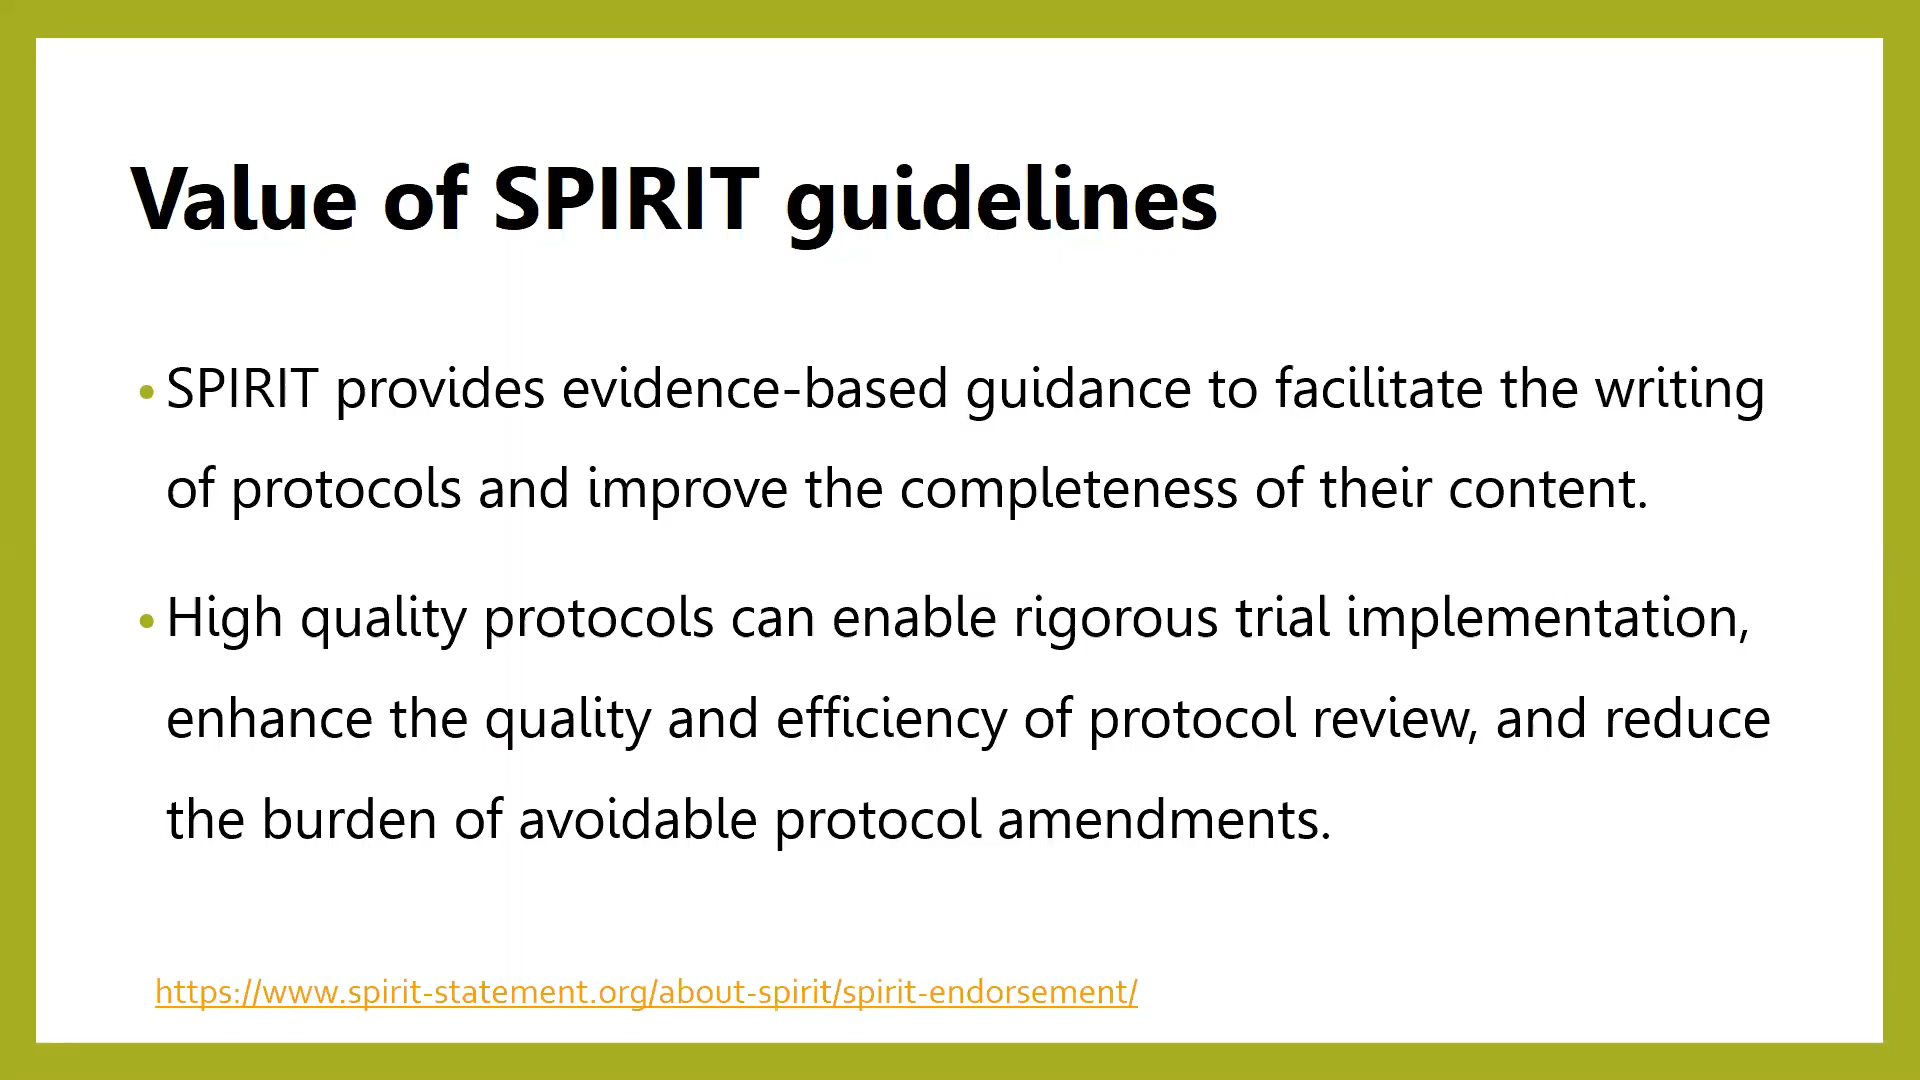 Value of SPIRIT guidelines
• SPIRIT provides evidence-based guidance to facilitate the writing
of protocols and improve the completeness of their content.
• High quality protocols can enable rigorous trial implementation,
enhance the quality and efficiency of protocol review, and reduce
the burden of avoidable protocol amendments.
https://www.spirit-statement.org/about-spirit/spirit-endorsement/